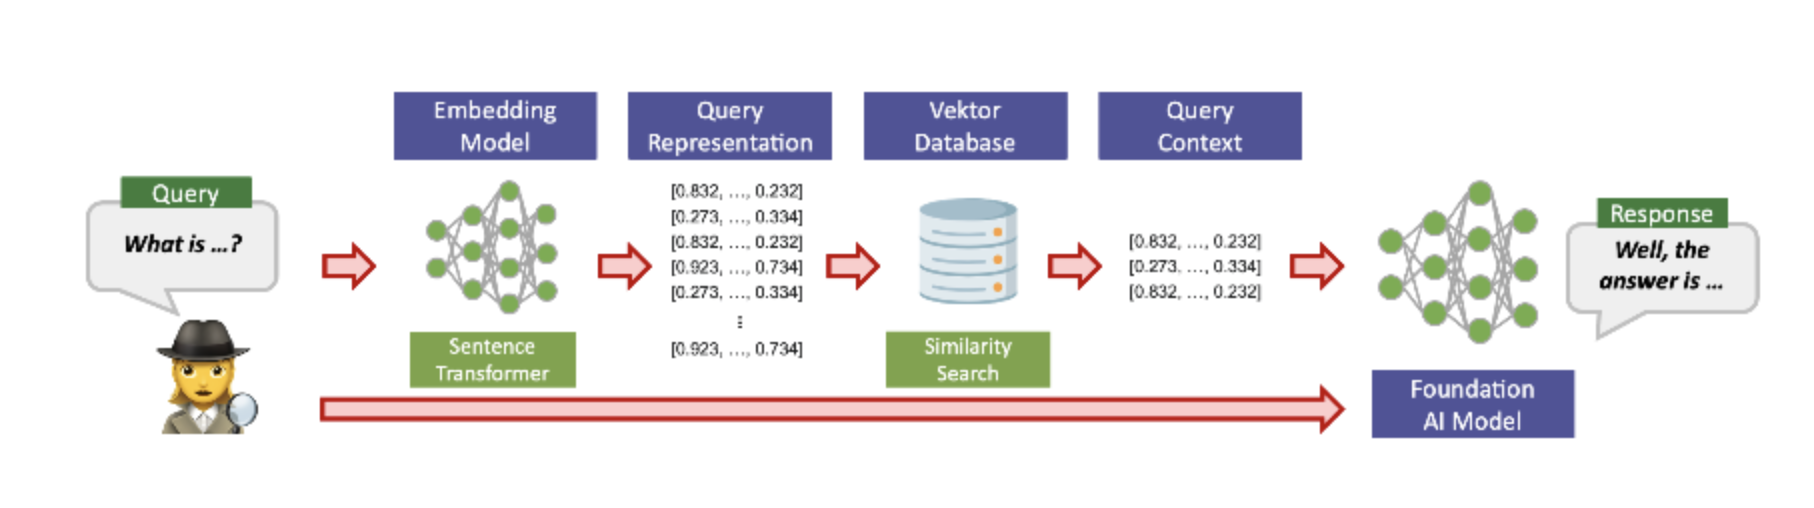 Query
What is ...?
Embedding
Model
Sentence
Transformer
Query
Representation
[0.832, ..., 0.232]
[0.273, ..., 0.334]
[0.832, ..., 0.232]
[0.923, ..., 0.734]
[0.273, ..., 0.334]
⋮
[0.923, ..., 0.734]
Vektor
Database
Similarity
Search
Query
Context
[0.832, ..., 0.232]
[0.273, ..., 0.334]
[0.832, ..., 0.232]
Foundation
AI Model
Response
Well, the
answer is ...